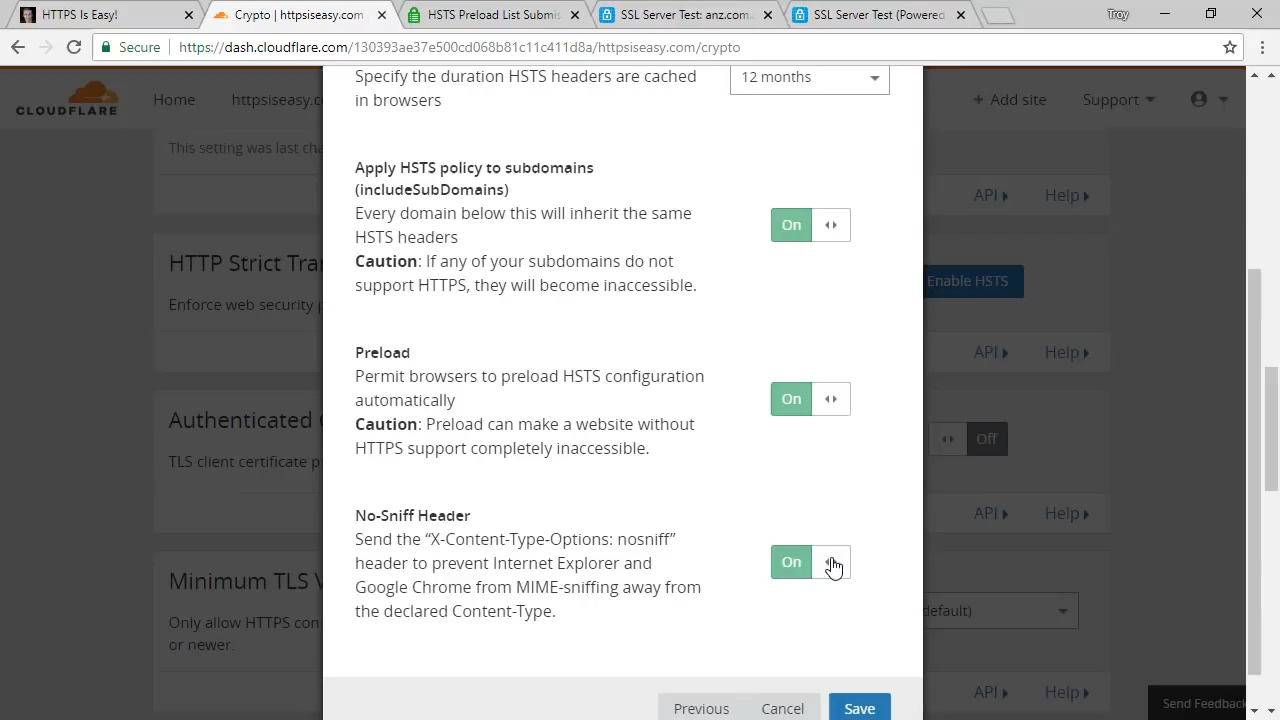 HTTPS Is Easy!
Crypto | httpsiseasy.com
HSTS Preload List Submis
SSL Server Test: anz.com.
SSL Server Test (Powered
Troy
Secure
https://dash.cloudflare.com/130393ae37e500cd068b81c11c411d8a/httpsiseasy.com/crypto
CLOUDFLARE
Home
httpsiseasy.c
+ Add site
Support
Specify the duration HSTS headers are cached
in browsers
12 months
This setting was last cha
API
Help
Apply HSTS policy to subdomains
(includeSubDomains)
Every domain below this will inherit the same
HSTS headers
Caution: If any of your subdomains do not
support HTTPS, they will become inaccessible.
On
HTTP Strict Tra
Enforce web security p
Enable HSTS
API
Help
Preload
Permit browsers to preload HSTS configuration
automatically
Caution: Preload can make a website without
HTTPS support completely inaccessible.
On
Authenticated
TLS client certificate p
Off
API
Help
No-Sniff Header
Send the “X-Content-Type-Options: nosniff”
header to prevent Internet Explorer and
Google Chrome from MIME-sniffing away from
the declared Content-Type.
On
Minimum TLS V
Only allow HTTPS con
or newer.
default)
API
Help
Previous
Cancel
Save
Send Feedback